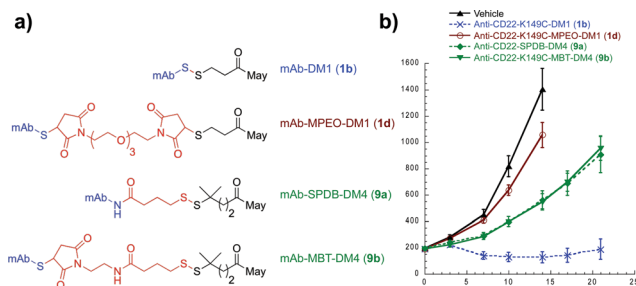 a)
mAb
S
S
O
May
mAb-DM1 (1b)
O
O
mAb
S
N
O
O
3
N
O
O
S
O
May
mAb-MPEO-DM1 (1d)
O
mAb
N
H
S
S
2
O
May
mAb-SPDB-DM4 (9a)
O
mAb
S
N
O
H
N
O
S
S
2
O
May
mAb-MBT-DM4 (9b)
b)
Vehicle
Anti-CD22-K149C-DM1 (1b)
Anti-CD22-K149C-MPEO-DM1 (1d)
Anti-CD22-SPDB-DM4 (9a)
Anti-CD22-K149C-MBT-DM4 (9b)
1600
1400
1200
1000
800
600
400
200
0
0 5 10 15 20 25